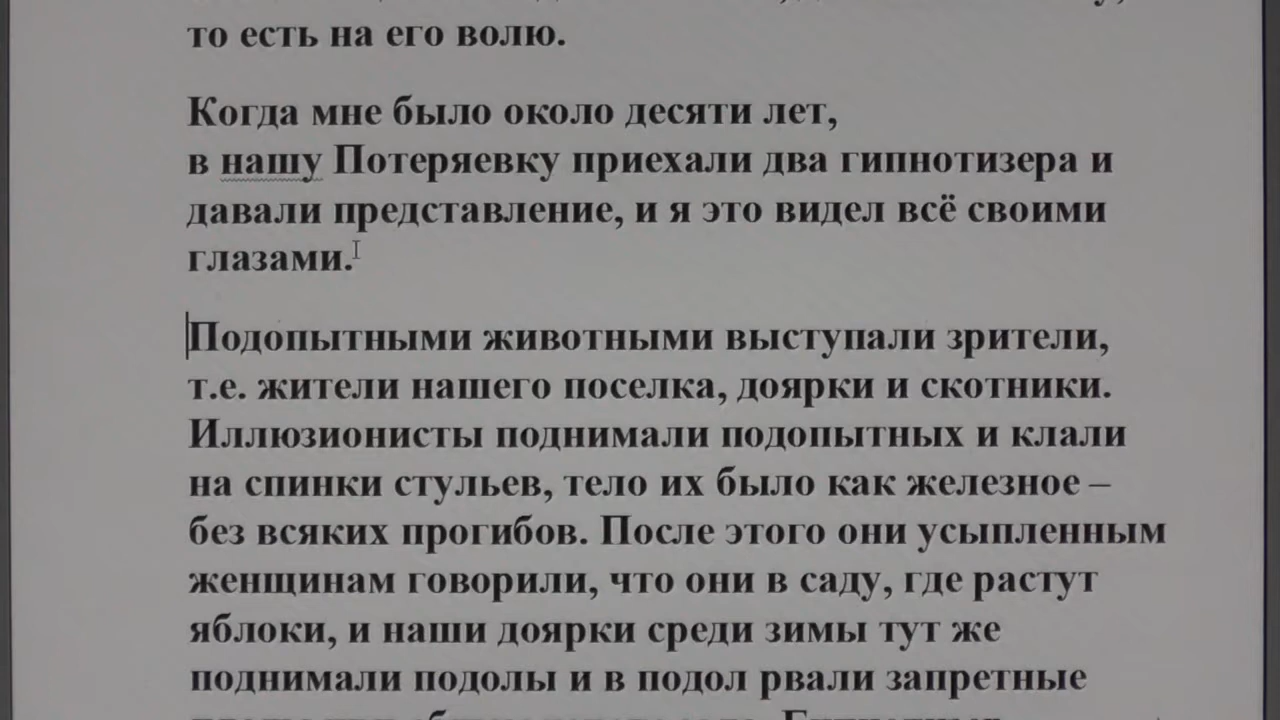 то есть на его волю.
Когда мне было около десяти лет,
в нашу Потеряевку приехали два гипнотизера и
давали представление, и я это видел всё своими
глазами.
Подопытными животными выступали зрители,
т.е. жители нашего поселка, доярки и скотники.
Иллюзионисты поднимали подопытных и клали
на спинки стульев, тело их было как железное –
без всяких прогибов. После этого они усыпленным
женщинам говорили, что они в саду, где растут
яблоки, и наши доярки среди зимы тут же
поднимали подолы и в подол рвали запретные